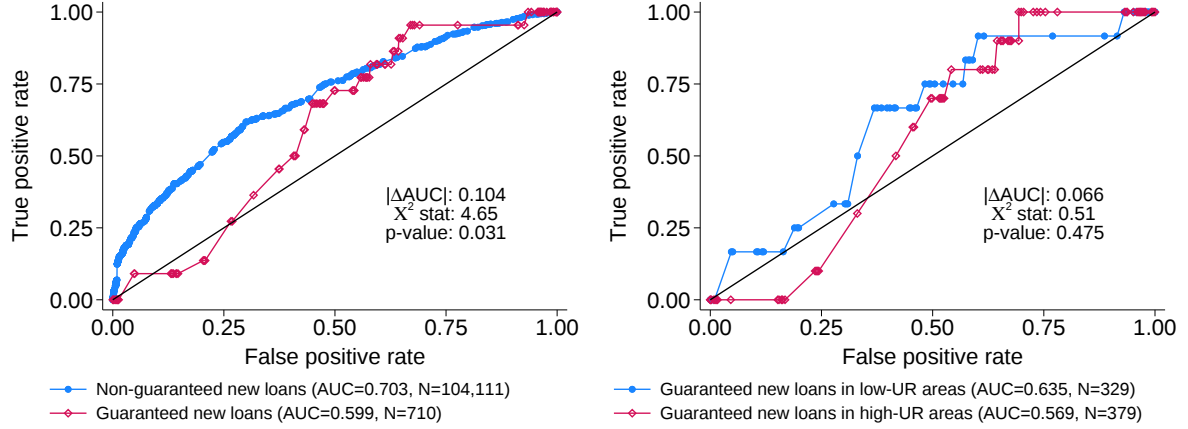 True positive rate
1.00
0.75
0.50
0.25
0.00
|ΔAUC|: 0.104
X² stat: 4.65
p-value: 0.031
0.00 0.25 0.50 0.75 1.00
False positive rate
Non-guaranteed new loans (AUC=0.703, N=104,111)
Guaranteed new loans (AUC=0.599, N=710)
True positive rate
1.00
0.75
0.50
0.25
0.00
|ΔAUC|: 0.066
X² stat: 0.51
p-value: 0.475
0.00 0.25 0.50 0.75 1.00
False positive rate
Guaranteed new loans in low-UR areas (AUC=0.635, N=329)
Guaranteed new loans in high-UR areas (AUC=0.569, N=379)